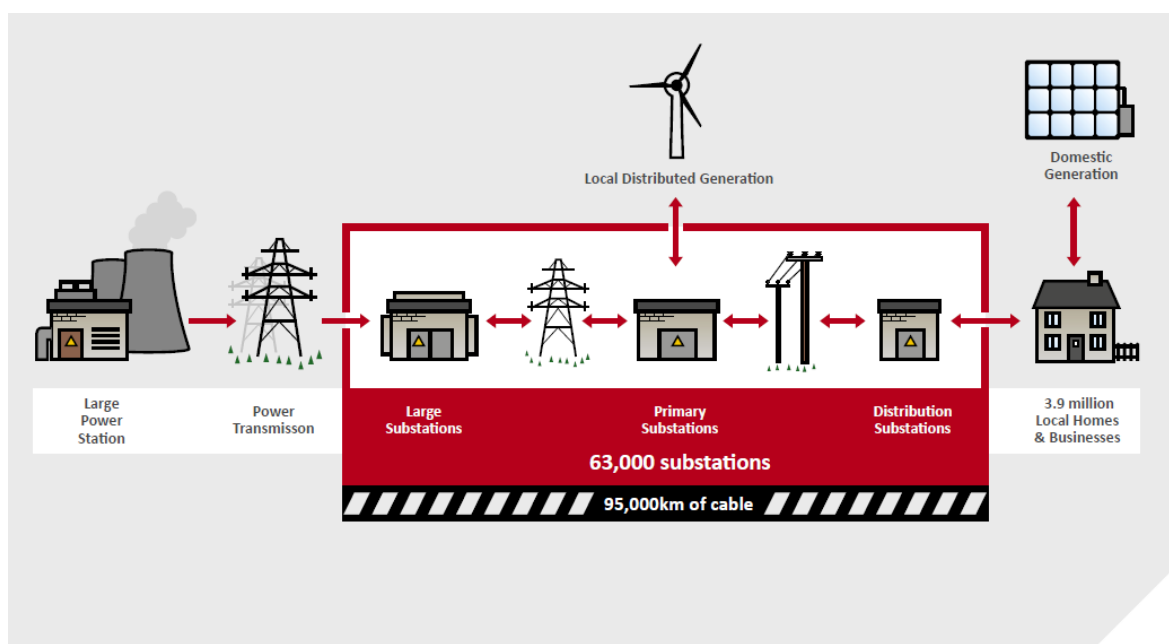 Local Distributed Generation
Domestic
Generation
Large
Power
Station
Power
Transmisson
Large
Substations
Primary
Substations
Distribution
Substations
3.9 million
Local Homes
& Businesses
63,000 substations
95,000km of cable